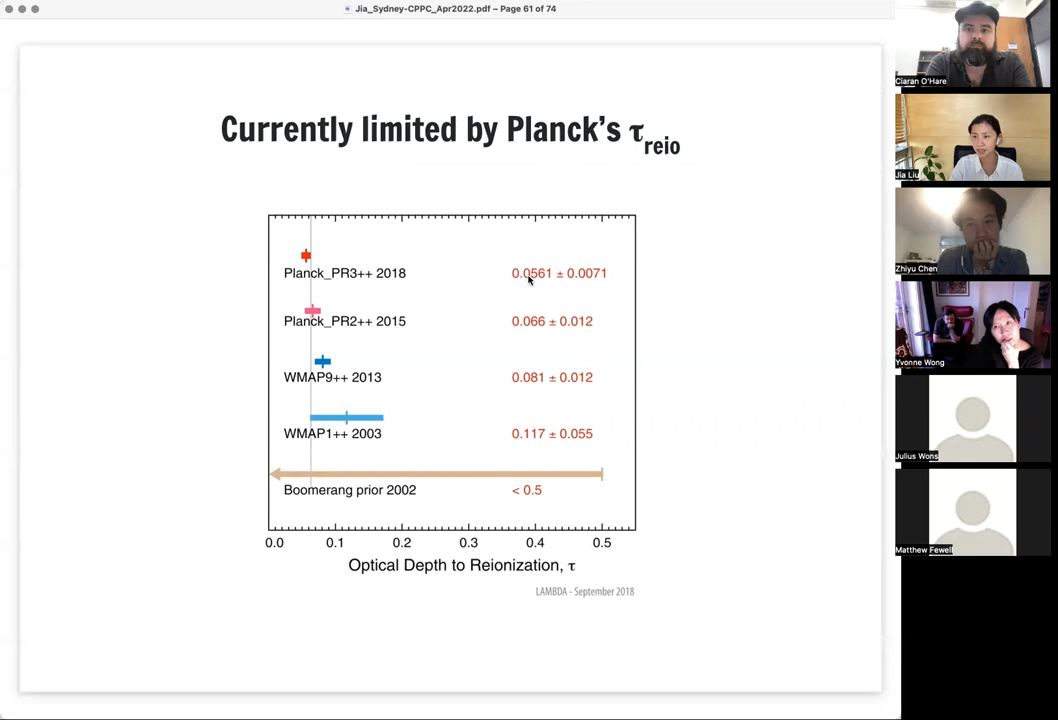 Jia_Sydney-CPPC_Apr2022.pdf – Page 61 of 74
Currently limited by Planck's τreio
Planck_PR3++ 2018 0.0561 ± 0.0071
Planck_PR2++ 2015 0.066 ± 0.012
WMAP9++ 2013 0.081 ± 0.012
WMAP1++ 2003 0.117 ± 0.055
Boomerang prior 2002 < 0.5
0.0 0.1 0.2 0.3 0.4 0.5
Optical Depth to Reionization, τ
LAMBDA - September 2018
Ciaran O'Hare
Jia Liu
Zhiyu Chen
Yvonne Wong
Julius Wons
Matthew Fewell